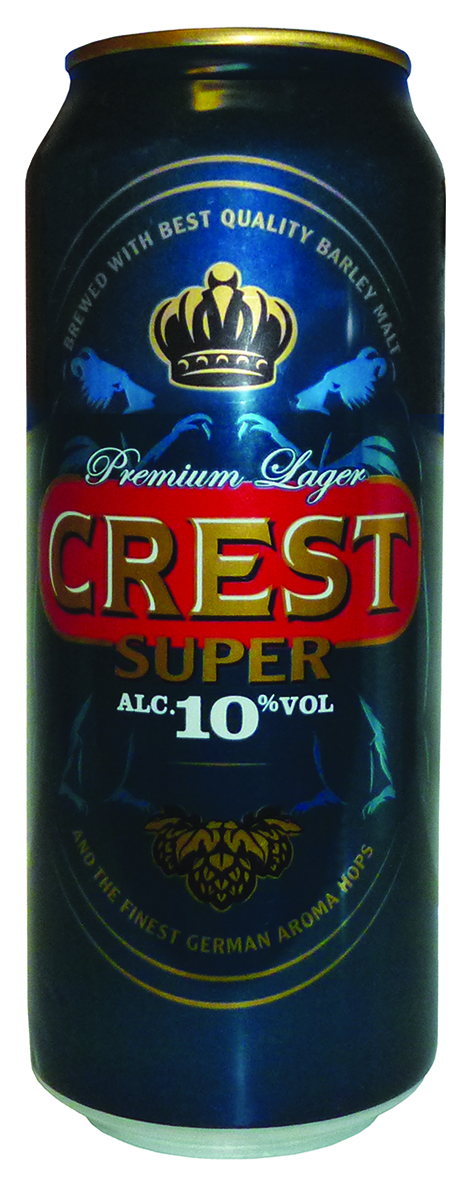 BREWED WITH BEST QUALITY BARLEY MALT
Premium Lager
CREST
SUPER
ALC. 10% VOL
AND THE FINEST GERMAN AROMA HOPS